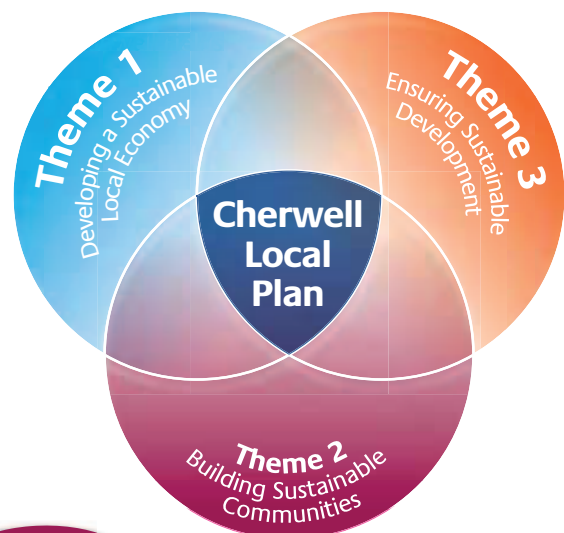 Theme 1
Developing a Sustainable
Local Economy
Theme 3
Ensuring Sustainable
Development
Cherwell
Local
Plan
Theme 2
Building Sustainable
Communities